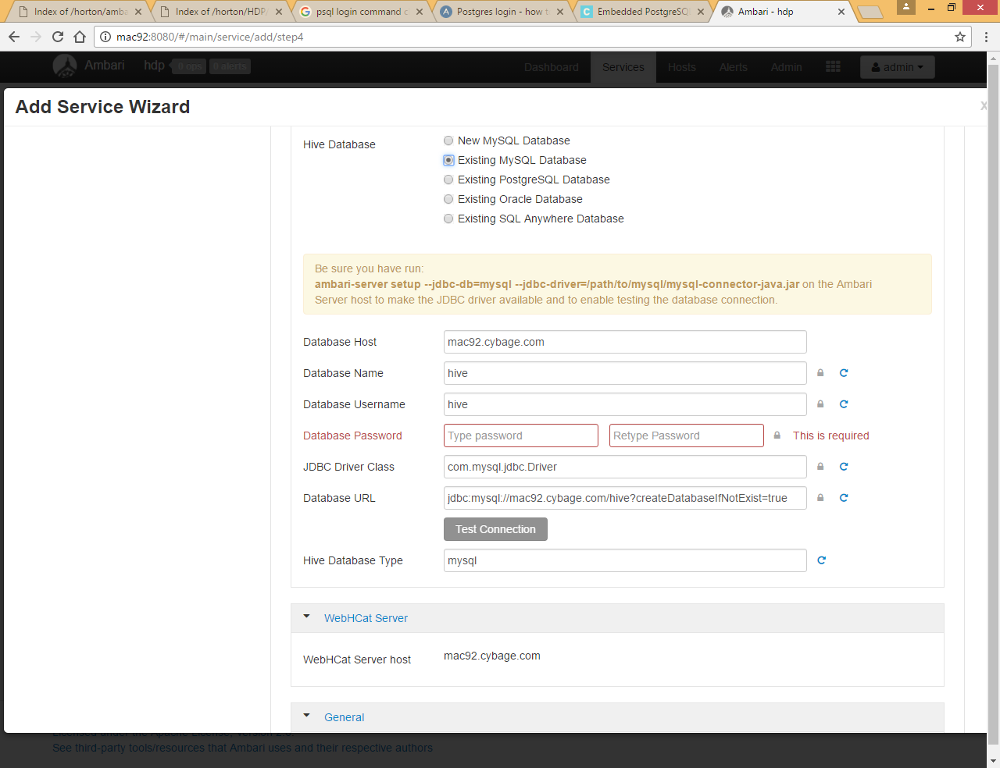 Index of /horton/amba
Index of /horton/HDP
psql login command
Postgres login - how t
Embedded PostgreSQL
Ambari - hdp
mac92:8080/#/main/service/add/step4
Ambari
hdp
0 ops
0 alerts
Dashboard
Services
Hosts
Alerts
Admin
admin
Add Service Wizard
x
Hive Database
New MySQL Database
Existing MySQL Database
Existing PostgreSQL Database
Existing Oracle Database
Existing SQL Anywhere Database
Be sure you have run:
ambari-server setup --jdbc-db=mysql --jdbc-driver=/path/to/mysql/mysql-connector-java.jar on the Ambari
Server host to make the JDBC driver available and to enable testing the database connection.
Database Host
mac92.cybage.com
Database Name
hive
Database Username
hive
Database Password
Type password
Retype Password
This is required
JDBC Driver Class
com.mysql.jdbc.Driver
Database URL
jdbc:mysql://mac92.cybage.com/hive?createDatabaseIfNotExist=true
Test Connection
Hive Database Type
mysql
WebHCat Server
WebHCat Server host
mac92.cybage.com
General
Licensed under the Apache License, Version 2.0.
See third-party tools/resources that Ambari uses and their respective authors